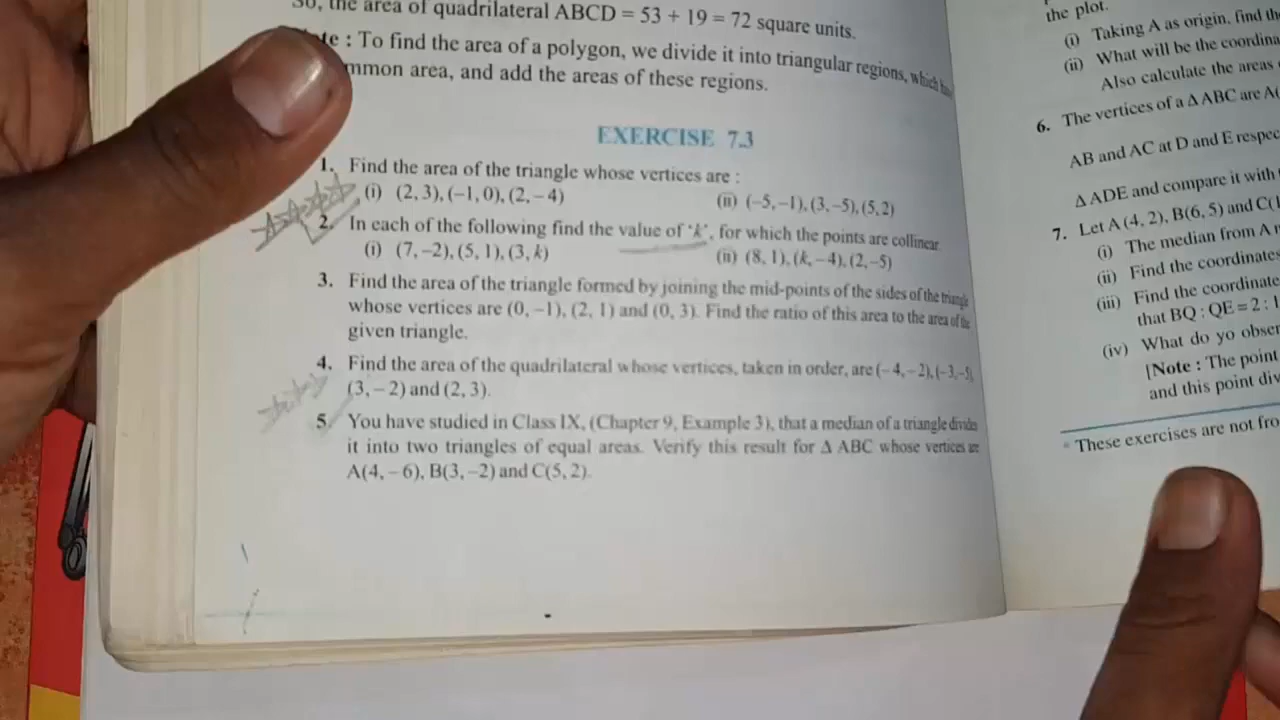 So, the area of quadrilateral ABCD = 53 + 19 = 72 square units.
: To find the area of a polygon, we divide it into triangular regions, which have
area, and add the areas of these regions.
EXERCISE 7.3
1. Find the area of the triangle whose vertices are :
(i) (2, 3), (–1, 0), (2, – 4)
(ii) (–5, –1), (3, –5), (5, 2)
2. In each of the following find the value of ‘k’, for which the points are collinear.
(i) (7, –2), (5, 1), (3, k)
(ii) (8, 1), (k, –4), (2, –5)
3. Find the area of the triangle formed by joining the mid-points of the sides of the triangle
whose vertices are (0, –1), (2, 1) and (0, 3). Find the ratio of this area to the area of the
given triangle.
4. Find the area of the quadrilateral whose vertices, taken in order, are (– 4, – 2), (–3, –5),
(3, – 2) and (2, 3).
5. You have studied in Class IX, (Chapter 9, Example 3), that a median of a triangle divides
it into two triangles of equal areas. Verify this result for Δ ABC whose vertices are
A(4, – 6), B(3, –2) and C(5, 2).
the plot.
(i) Taking A as origin, find
(ii) What will be the
Also calculate the areas
6. The vertices of a Δ ABC are
AB and AC at D and E
Δ ADE and compare it with
7. Let A (4, 2), B(6, 5) and
(i) The median from A
(ii) Find the coordinates
(iii) Find the
that BQ : QE = 2 :
(iv) What do yo
[Note : The point
and this point
* These exercises are not